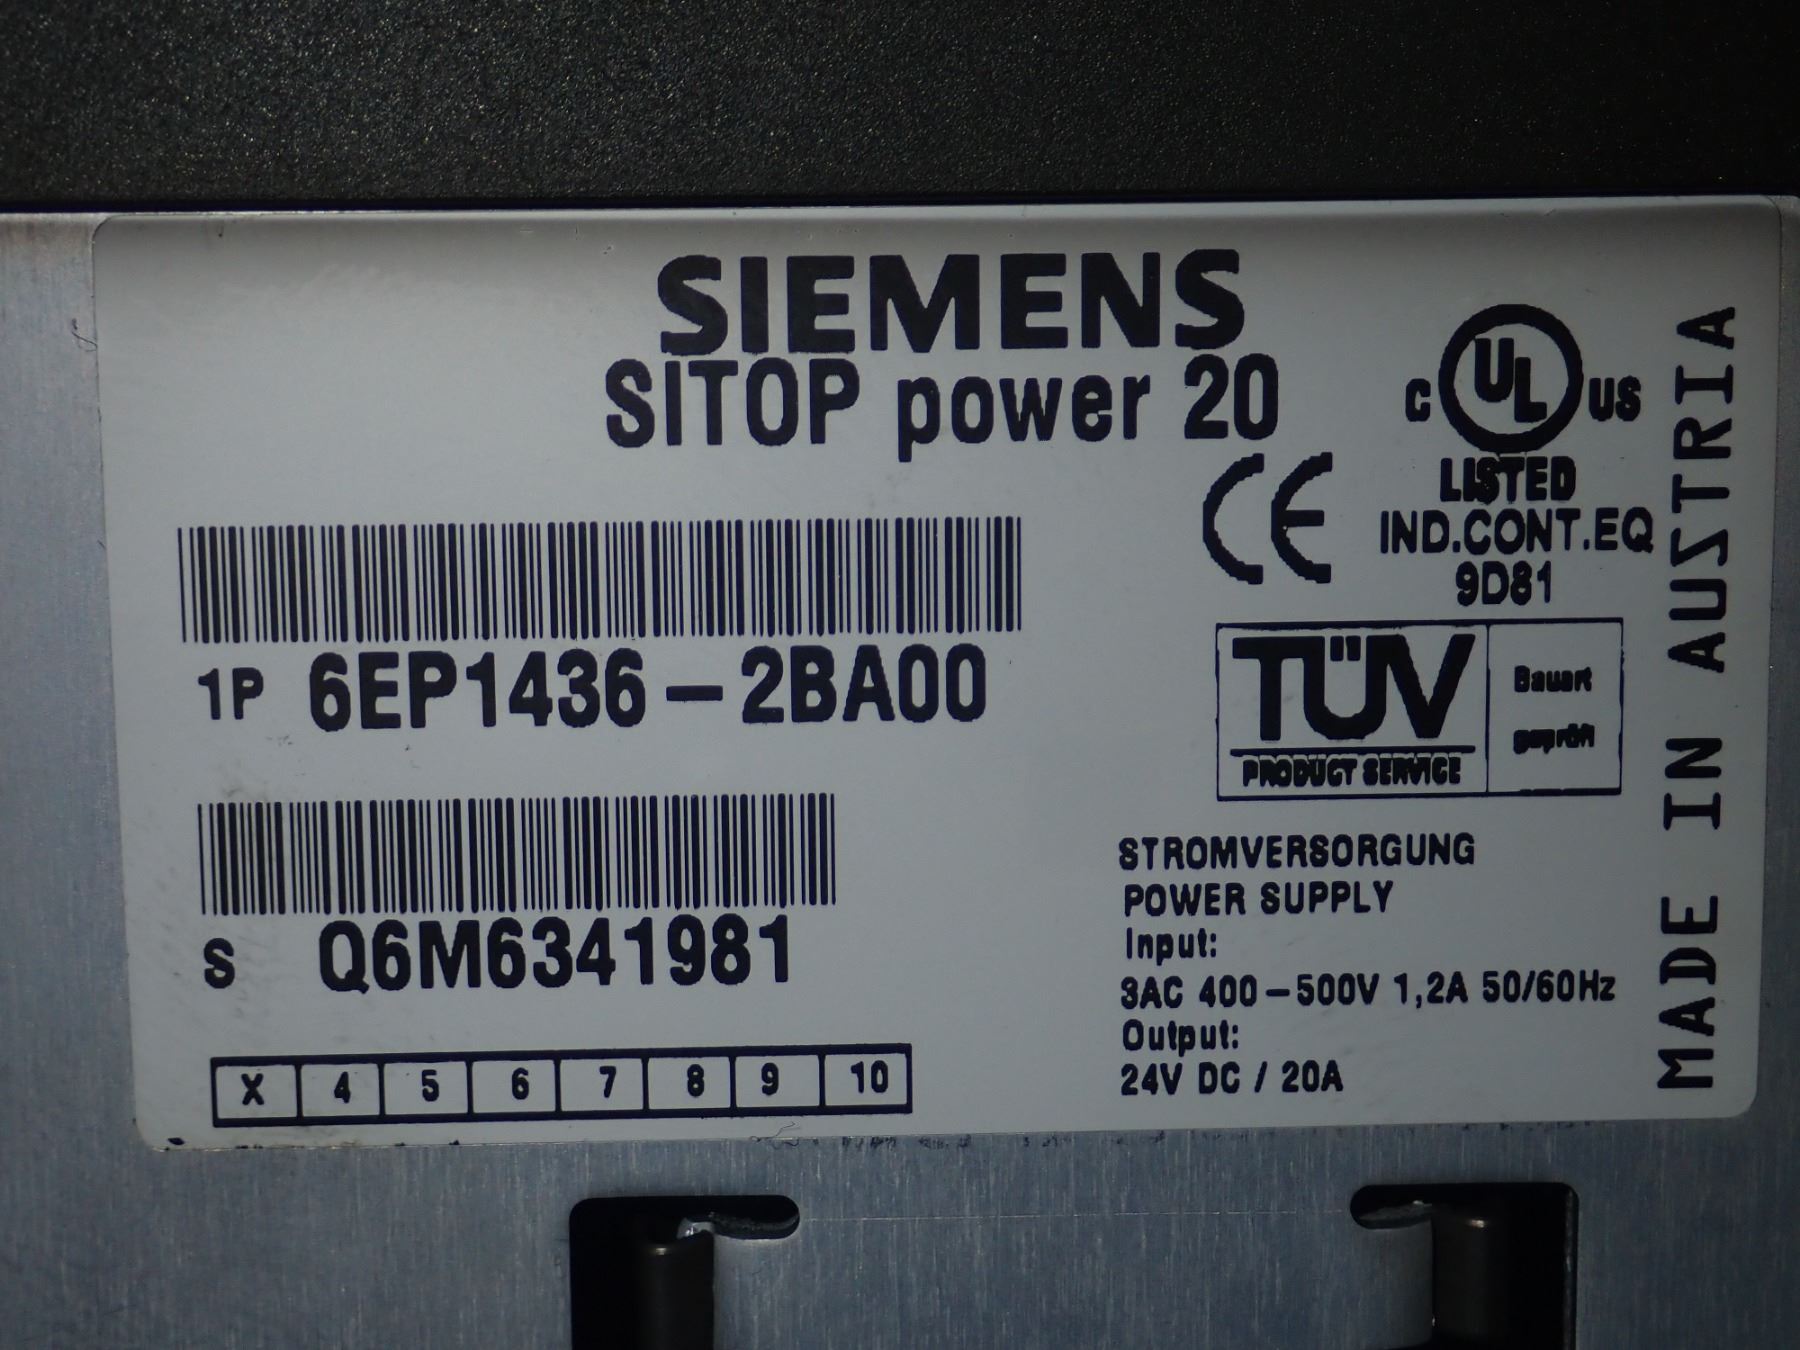 SIEMENS
SITOP power 20
C UL US
LISTED
IND.CONT.EQ
9D81
CE
1P 6EP1436-2BA00
TÜV
PRODUCT SERVICE
Bauart
geprüft
S Q6M6341981
STROMVERSORGUNG
POWER SUPPLY
Input:
3AC 400-500V 1,2A 50/60Hz
Output:
24V DC / 20A
X 4 5 6 7 8 9 10
MADE IN AUSTRIA